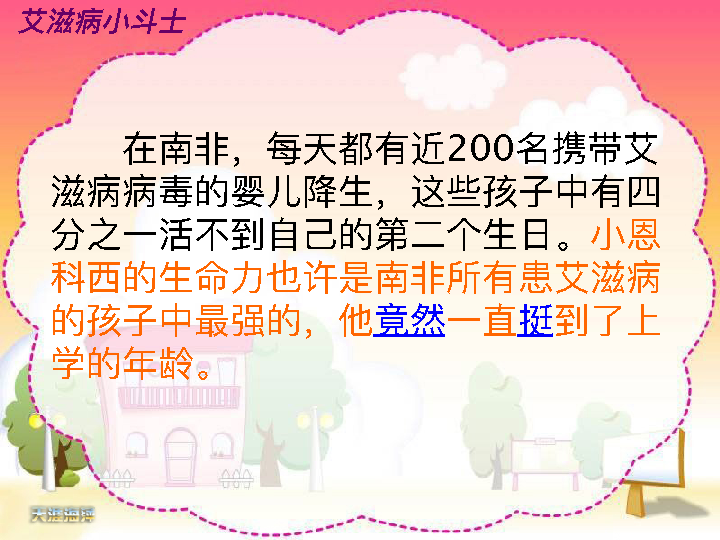 艾滋病小斗士
在南非，每天都有近200名携带艾
滋病病毒的婴儿降生，这些孩子中有四
分之一活不到自己的第二个生日。小恩
科西的生命力也许是南非所有患艾滋病
的孩子中最强的，他竟然一直挺到了上
学的年龄。